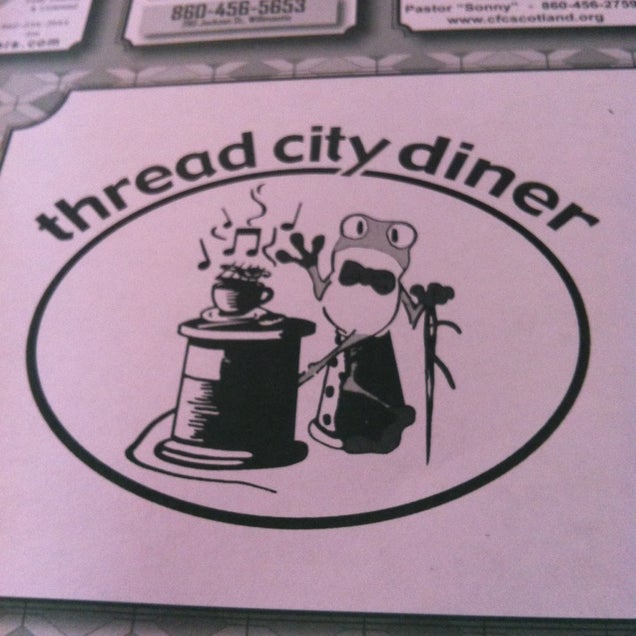 860-456-5653
Pastor "Sonny" - 860-456-2759
www.cfcscotland.org
thread city diner